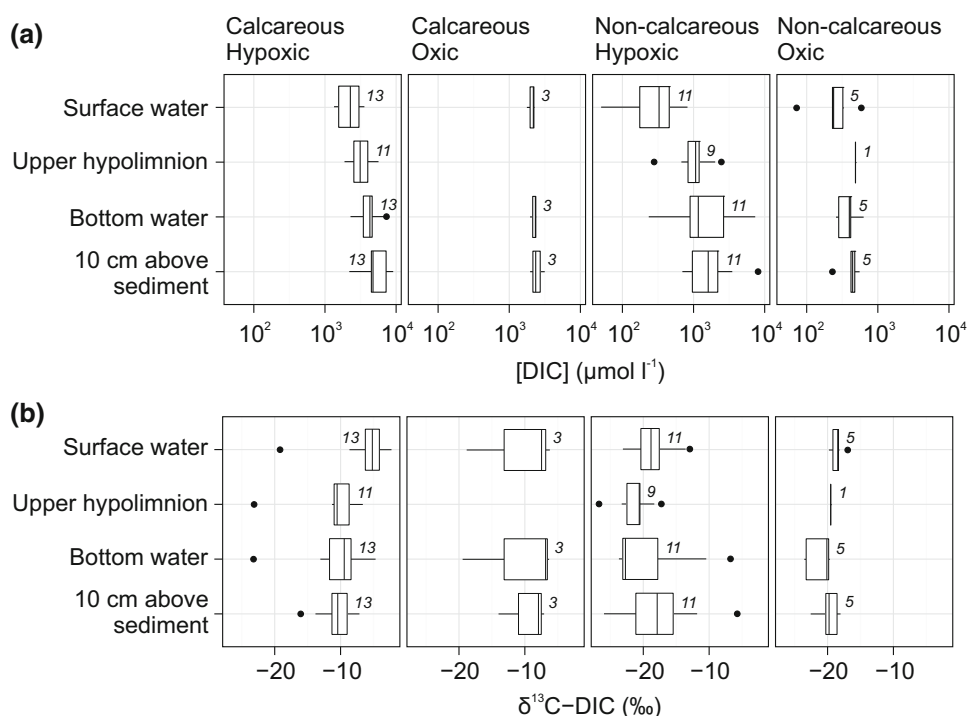 (a)
Calcareous Hypoxic
Calcareous Oxic
Non-calcareous Hypoxic
Non-calcareous Oxic
Surface water 13 3 11 5
Upper hypolimnion 11 9 1
Bottom water 13 3 11 5
10 cm above sediment 13 3 11 5
10² 10³ 10⁴ 10² 10³ 10⁴ 10² 10³ 10⁴ 10² 10³ 10⁴
[DIC] (µmol l⁻¹)
(b)
Surface water 13 3 11 5
Upper hypolimnion 11 9 1
Bottom water 13 3 11 5
10 cm above sediment 13 3 11 5
−20 −10 −20 −10 −20 −10 −20 −10
δ¹³C−DIC (‰)